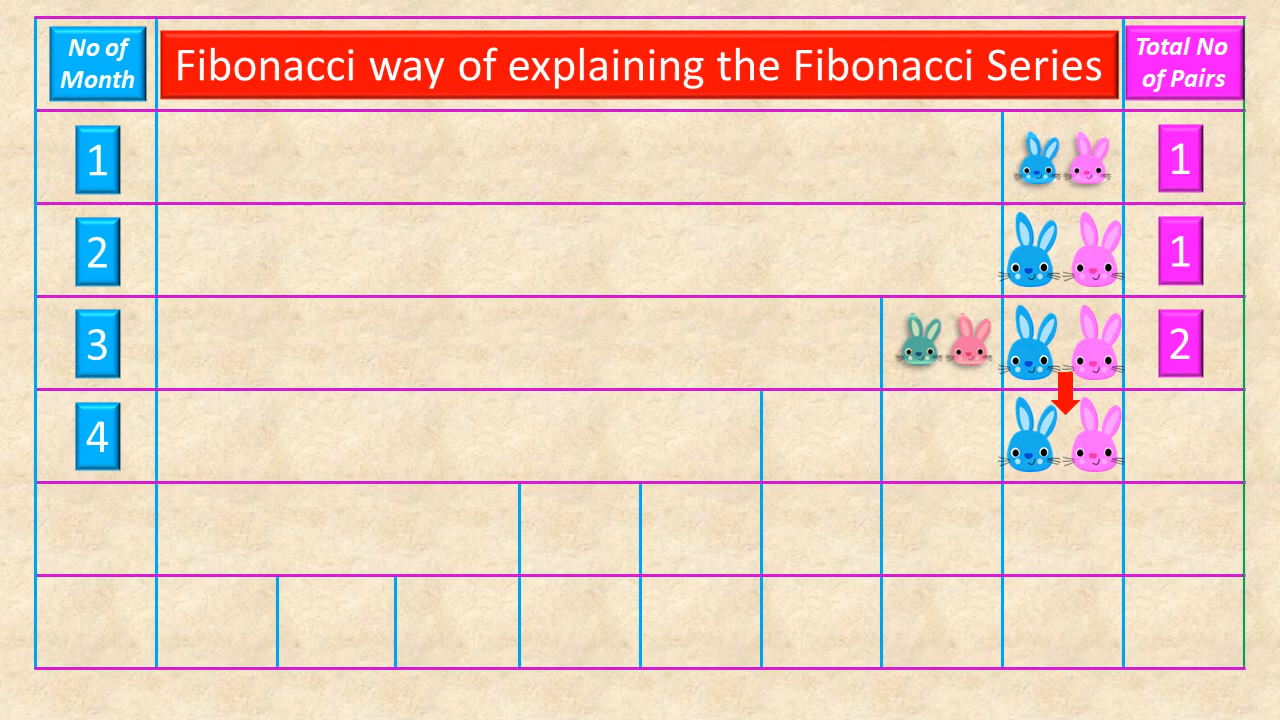 No of
Month
Fibonacci way of explaining the Fibonacci Series
Total No
of Pairs
1
1
2
1
3
2
4